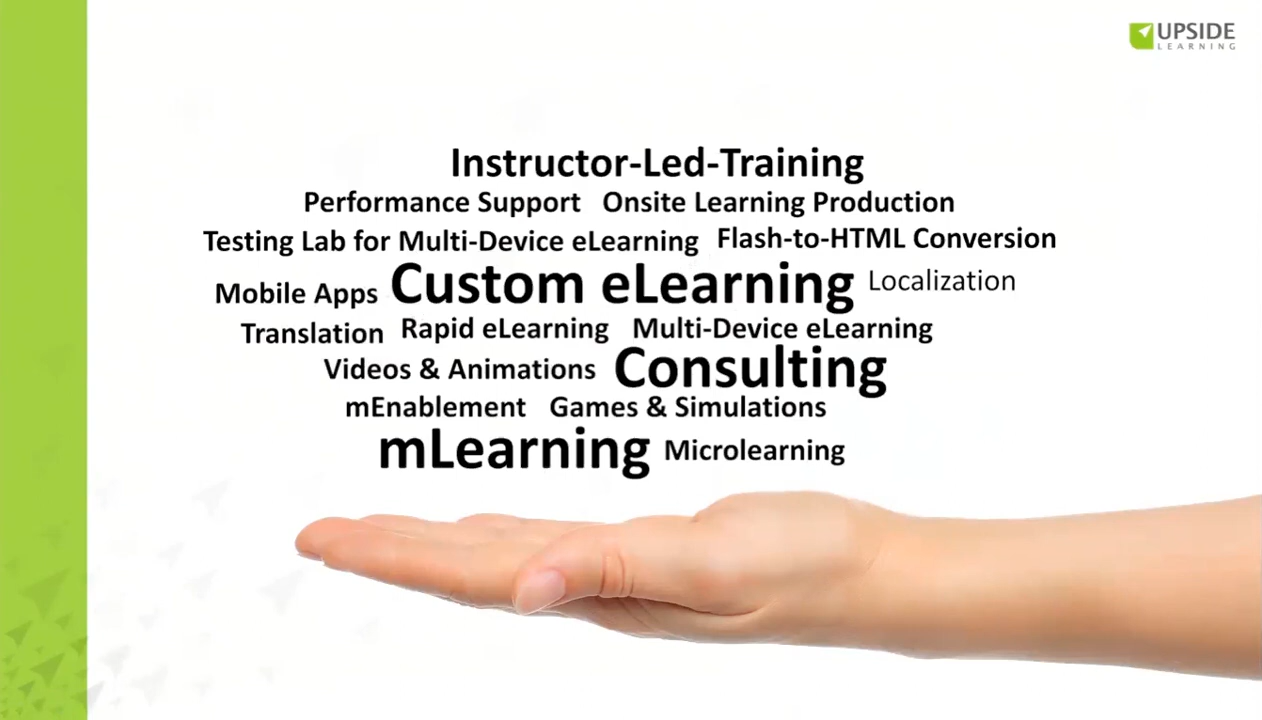 UPSIDE
LEARNING
Instructor-Led-Training
Performance Support Onsite Learning Production
Testing Lab for Multi-Device eLearning Flash-to-HTML Conversion
Mobile Apps Custom eLearning Localization
Translation Rapid eLearning Multi-Device eLearning
Videos & Animations Consulting
mEnablement Games & Simulations
mLearning Microlearning